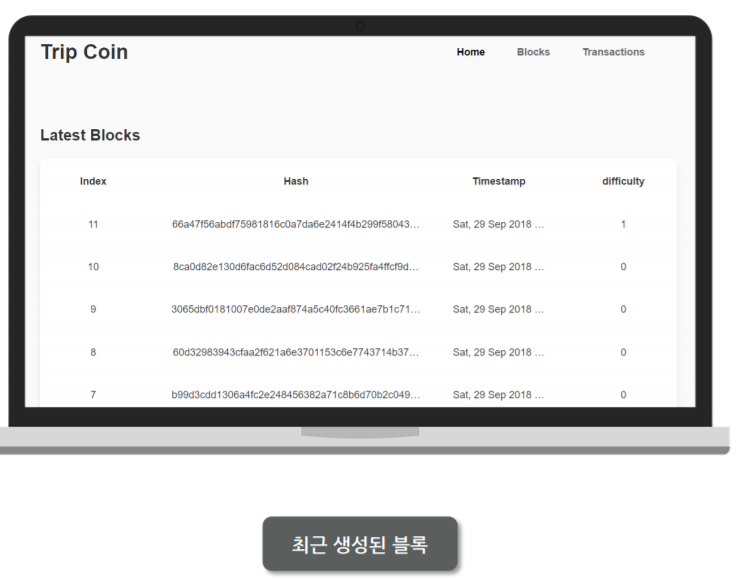 Trip Coin Home Blocks Transactions
Latest Blocks
Index Hash Timestamp difficulty
11 66a47f56abdf75981816c0a7da6e2414f4b299f58043... Sat, 29 Sep 2018 ... 1
10 8ca0d82e130d6fac6d52d084cad02f24b925fa4ffcf9d... Sat, 29 Sep 2018 ... 0
9 3065dbf0181007e0de2aaf874a5c40fc3661ae7b1c71... Sat, 29 Sep 2018 ... 0
8 60d32983943cfaa2f621a6e3701153c6e7743714b37... Sat, 29 Sep 2018 ... 0
7 b99d3cdd1306a4fc2e248456382a71c8b6d70b2c049... Sat, 29 Sep 2018 ... 0
최근 생성된 블록